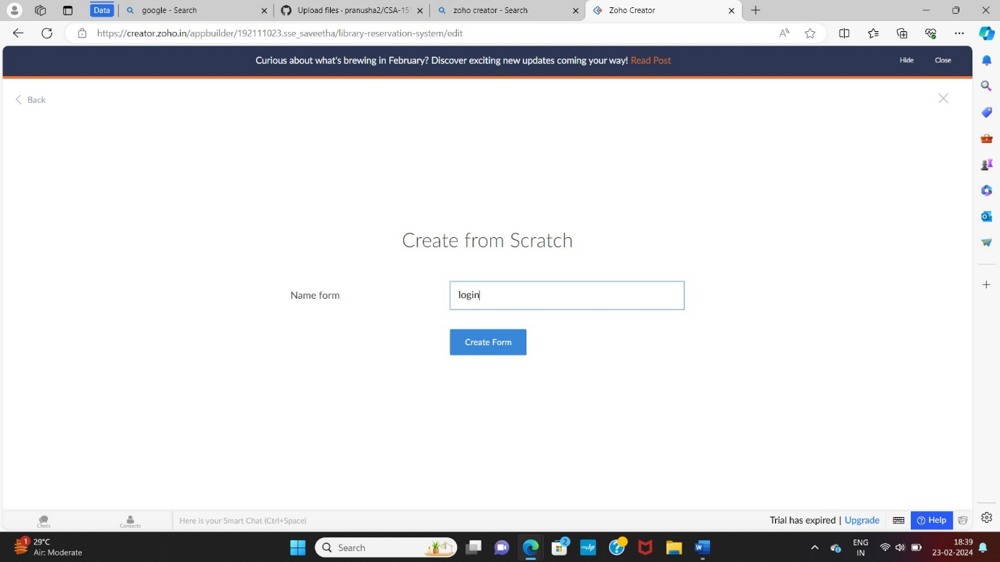 Data
google - Search
Upload files · pranusha2/CSA-15
zoho creator - Search
Zoho Creator
https://creator.zoho.in/appbuilder/192111023.sse_saveetha/library-reservation-system/edit
Curious about what's brewing in February? Discover exciting new updates coming your way! Read Post
Hide
Close
Back
Create from Scratch
Name form
login
Create Form
Chats
Contacts
Here is your Smart Chat (Ctrl+Space)
Trial has expired | Upgrade
Help
1
29°C
Air: Moderate
Search
2
myhp
ENG
IN
18:39
23-02-2024